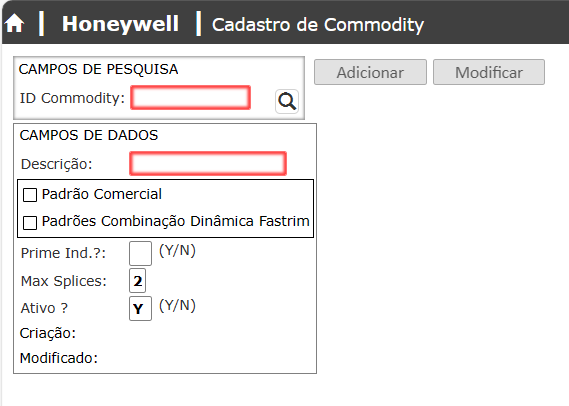 Honeywell Cadastro de Commodity
CAMPOS DE PESQUISA
Adicionar Modificar
ID Commodity:
CAMPOS DE DADOS
Descrição:
Padrão Comercial
Padrões Combinação Dinâmica Fastrim
Prime Ind.?: (Y/N)
Max Splices: 2
Ativo ? Y (Y/N)
Criação:
Modificado: